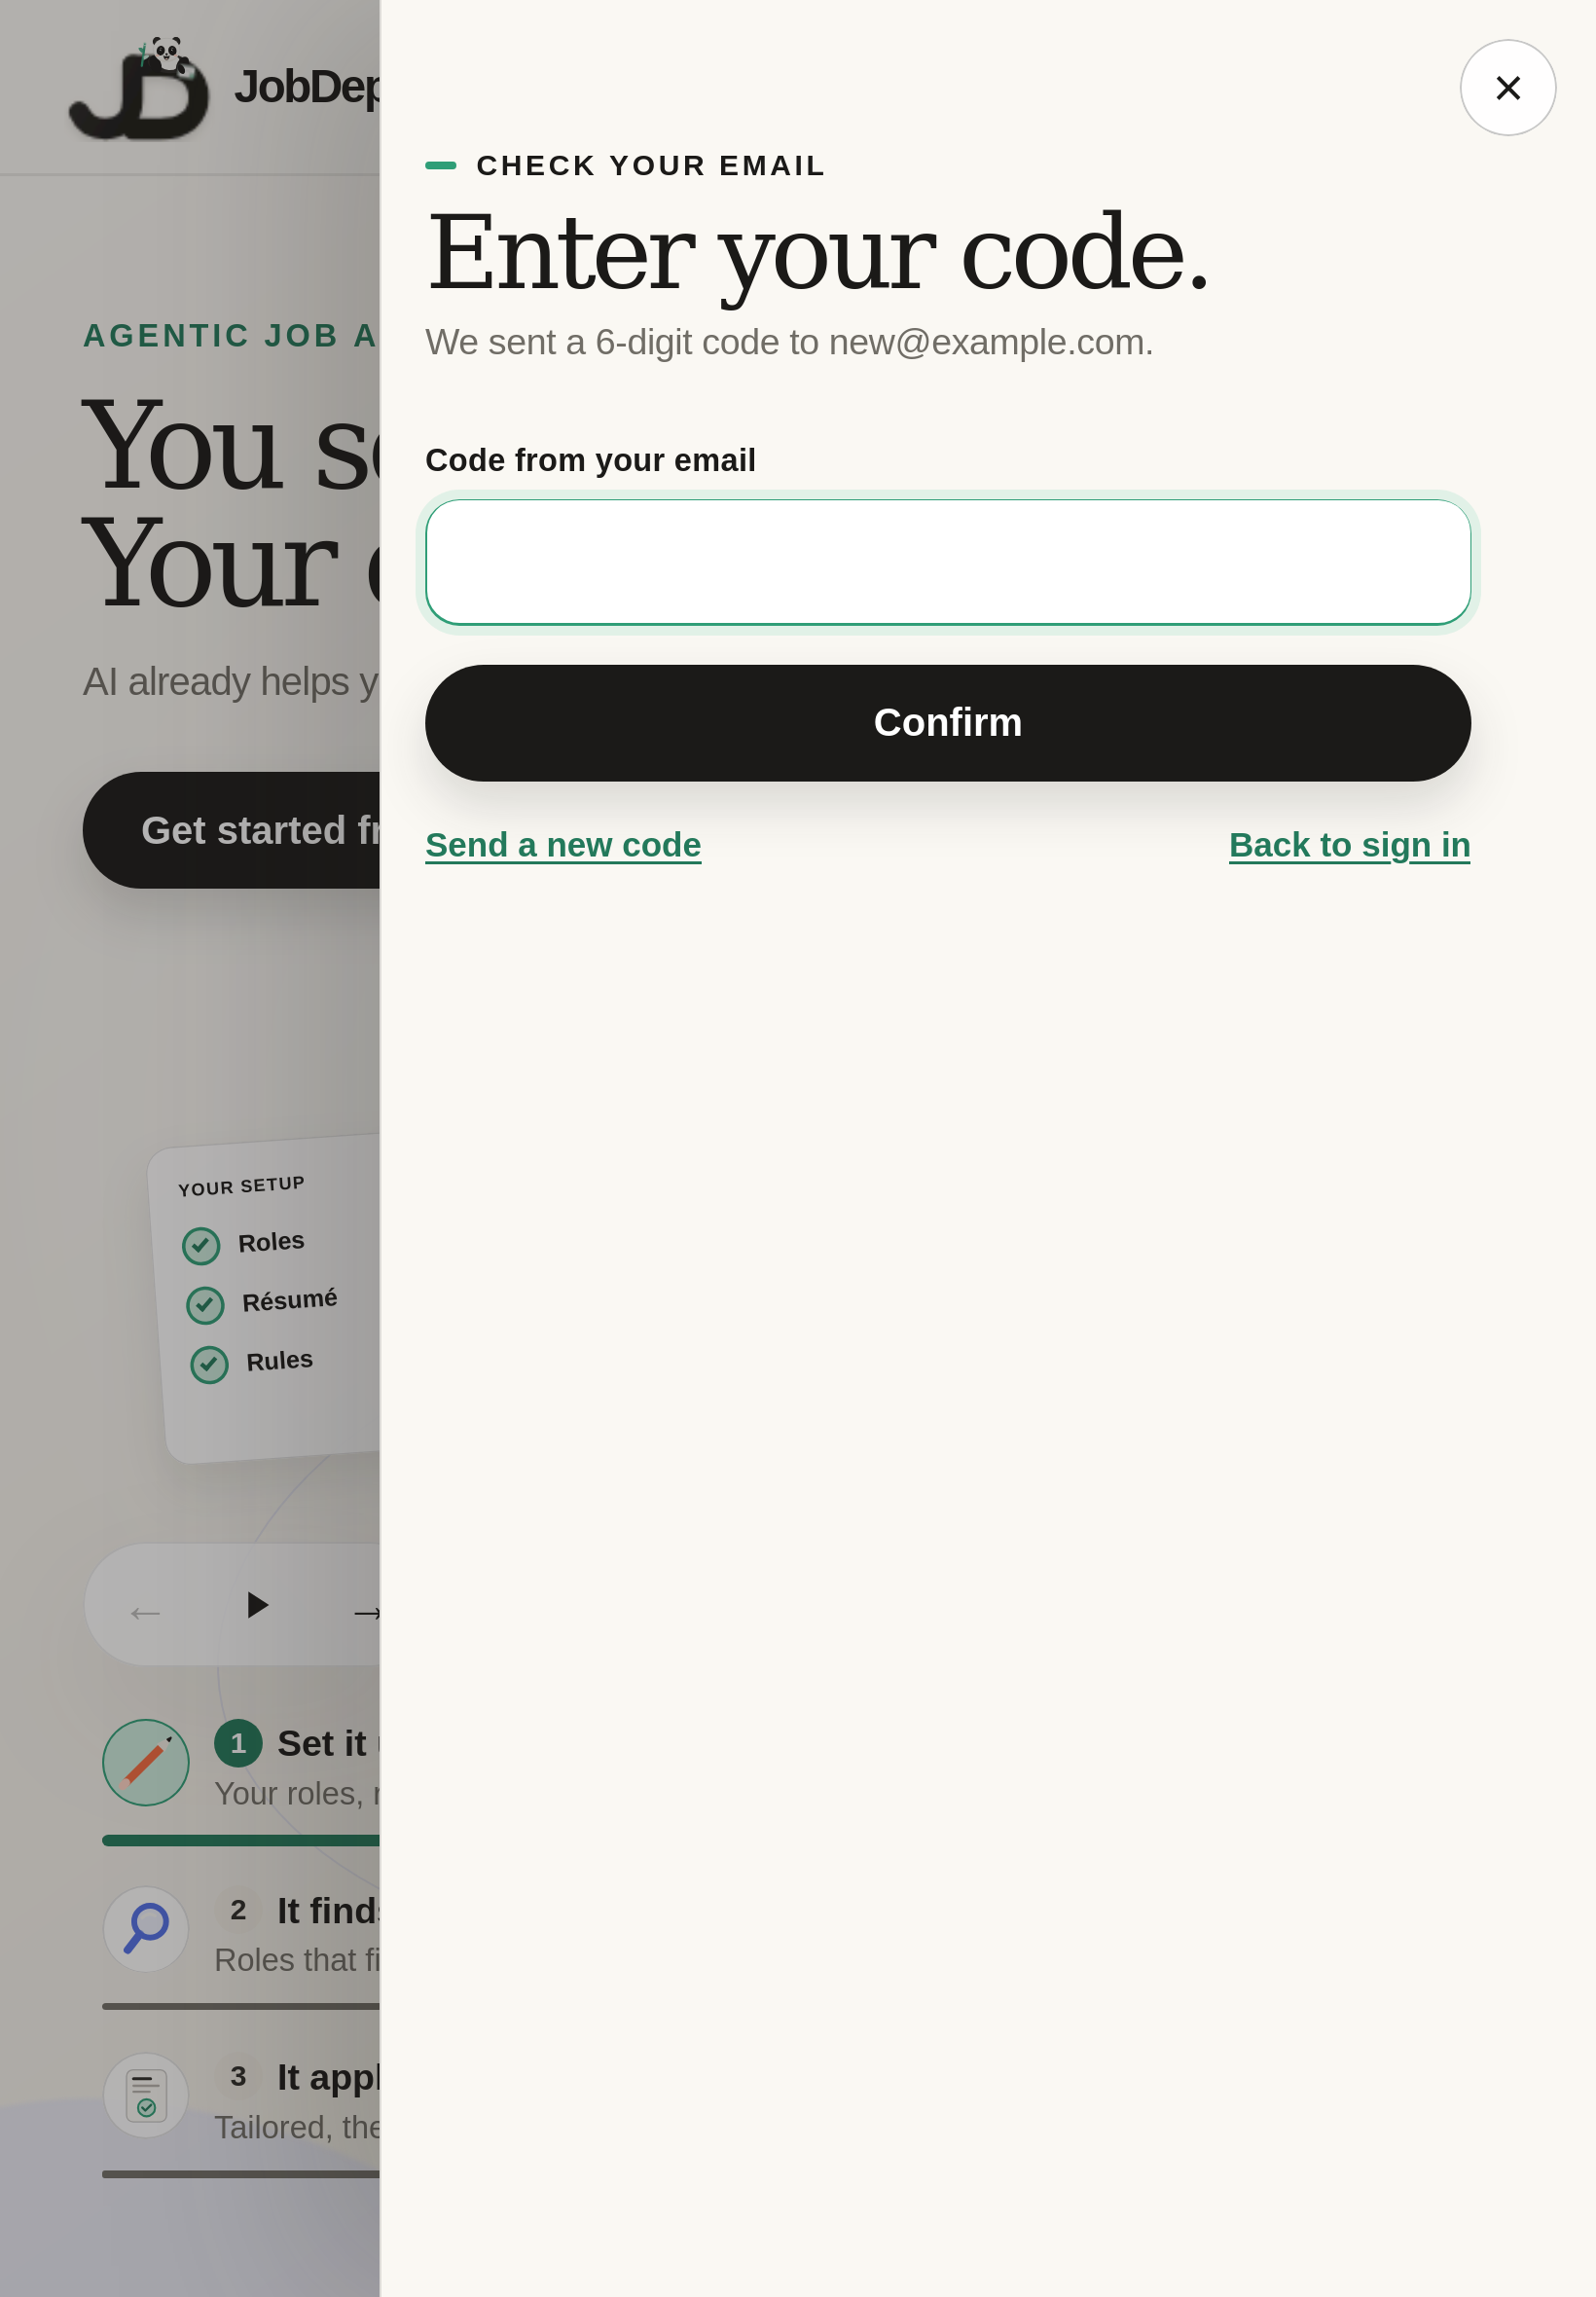 JobDep
AGENTIC JOB A
You s
Your
AI already helps y
Get started fr
YOUR SETUP
Roles
Résumé
Rules
←
→
1 Set it
Your roles, r
2 It finds
Roles that fi
3 It appl
Tailored, the
×
CHECK YOUR EMAIL
Enter your code.
We sent a 6-digit code to new@example.com.
Code from your email
Confirm
Send a new code
Back to sign in